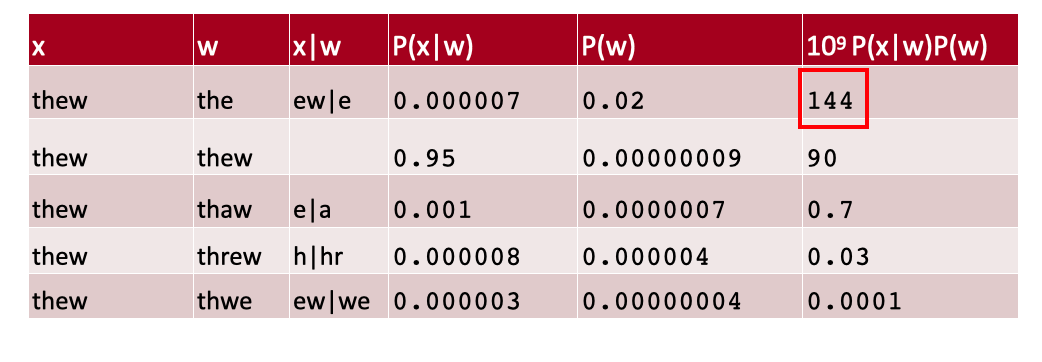 x w x|w P(x|w) P(w) 10⁹ P(x|w)P(w)
thew the ew|e 0.000007 0.02 144
thew thew 0.95 0.00000009 90
thew thaw e|a 0.001 0.0000007 0.7
thew threw h|hr 0.000008 0.000004 0.03
thew thwe ew|we 0.000003 0.00000004 0.0001